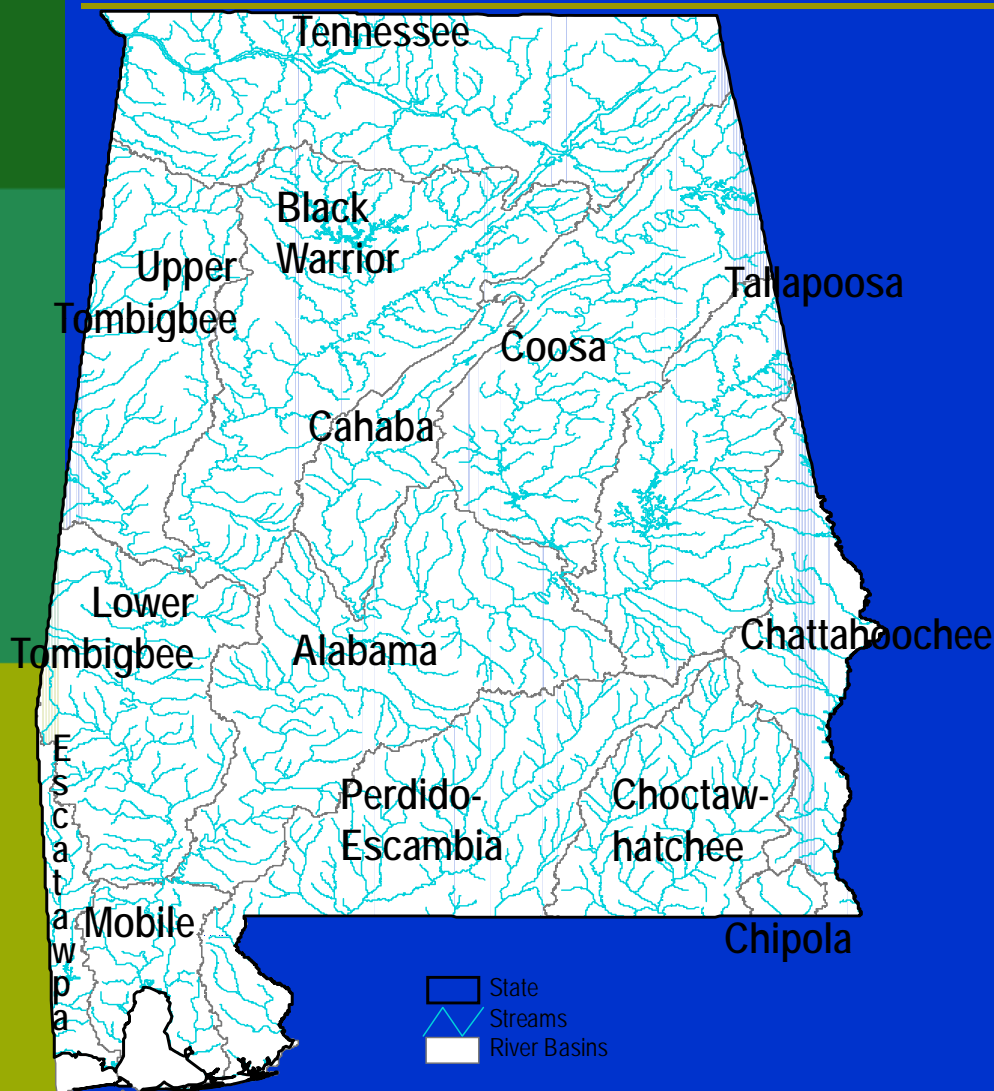 Tennessee
Black
Warrior
Upper
Tombigbee
Tallapoosa
Coosa
Cahaba
Lower
Tombigbee
Alabama
Chattahoochee
Escatawpa
Perdido-
Escambia
Choctaw-
hatchee
Mobile
Chipola
State
Streams
River Basins